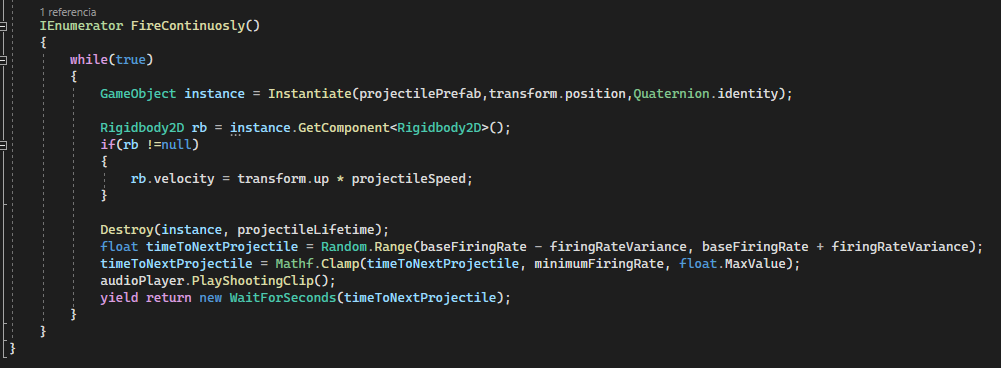 1 referencia
IEnumerator FireContinuosly()
{
while(true)
{
GameObject instance = Instantiate(projectilePrefab,transform.position,Quaternion.identity);
Rigidbody2D rb = instance.GetComponent<Rigidbody2D>();
if(rb !=null)
{
rb.velocity = transform.up * projectileSpeed;
}
Destroy(instance, projectileLifetime);
float timeToNextProjectile = Random.Range(baseFiringRate - firingRateVariance, baseFiringRate + firingRateVariance);
timeToNextProjectile = Mathf.Clamp(timeToNextProjectile, minimumFiringRate, float.MaxValue);
audioPlayer.PlayShootingClip();
yield return new WaitForSeconds(timeToNextProjectile);
}
}
}